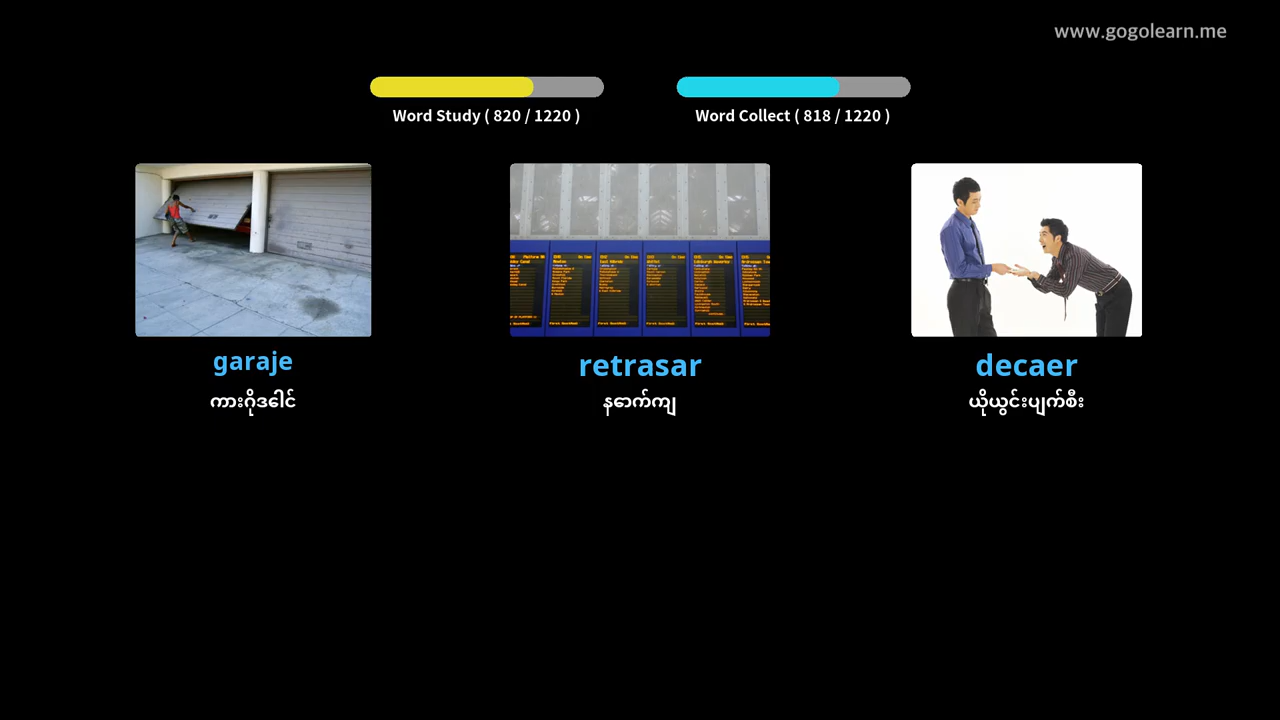 www.gogolearn.me
Word Study ( 820 / 1220 )
Word Collect ( 818 / 1220 )
garaje
retrasar
decaer
ကားဂိုဒေါင်
နောက်ကျ
ယိုယွင်းပျက်စီး